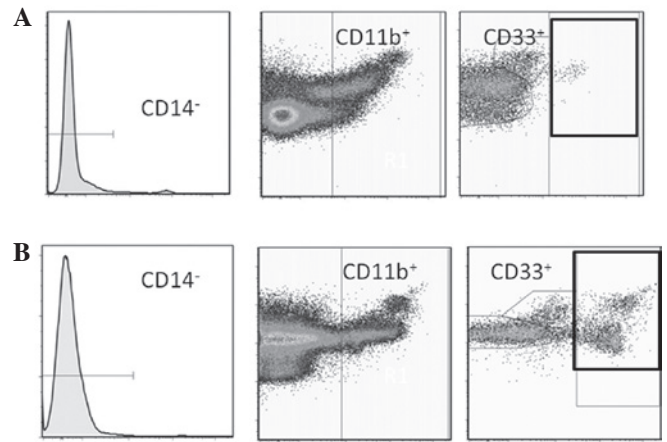 A
CD14-
CD11b+
CD33+
R1
B
CD14-
CD11b+
CD33+
R1